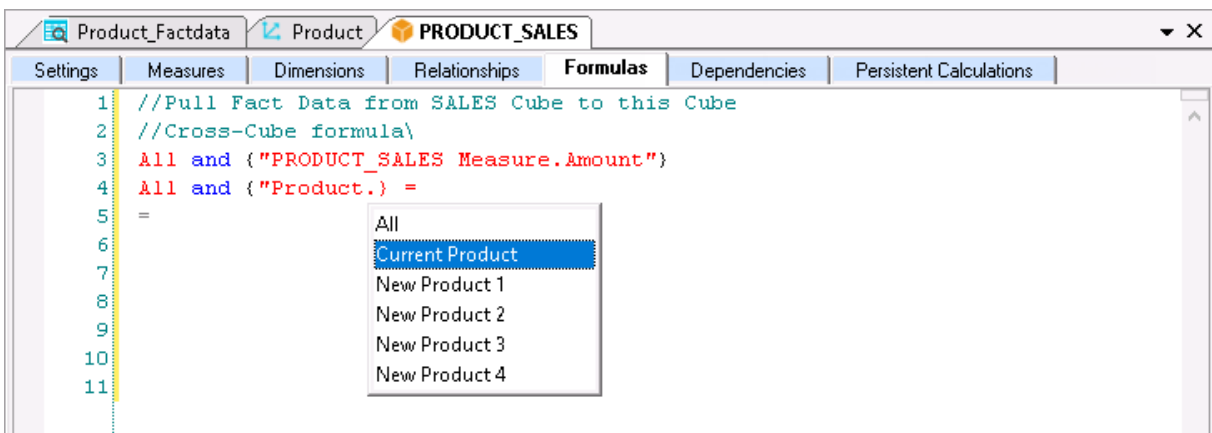 Product_Factdata Product PRODUCT_SALES
Settings Measures Dimensions Relationships Formulas Dependencies Persistent Calculations
1 //Pull Fact Data from SALES Cube to this Cube
2 //Cross-Cube formula\
3 All and {"PRODUCT_SALES Measure.Amount"}
4 All and {"Product.} =
5 =
All
6
Current Product
7
New Product 1
8
New Product 2
9
New Product 3
10
New Product 4
11